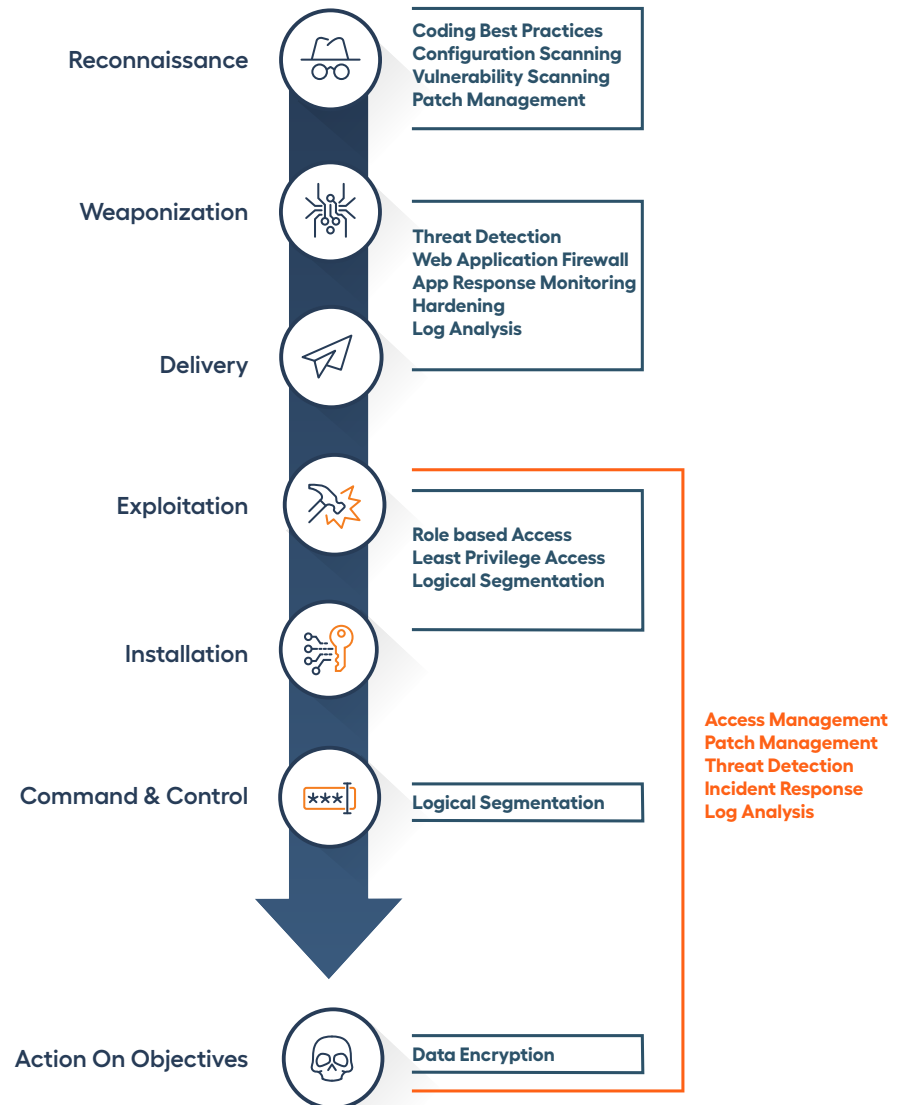 Reconnaissance
Coding Best Practices
Configuration Scanning
Vulnerability Scanning
Patch Management
Weaponization
Threat Detection
Web Application Firewall
App Response Monitoring
Hardening
Log Analysis
Delivery
Exploitation
Role based Access
Least Privilege Access
Logical Segmentation
Installation
Access Management
Patch Management
Threat Detection
Incident Response
Log Analysis
Command & Control
***
Logical Segmentation
Action On Objectives
Data Encryption